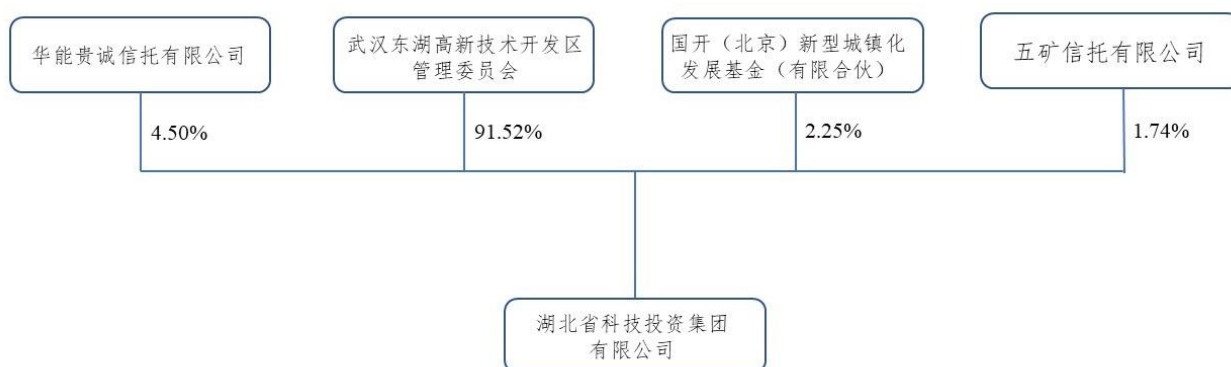 华能贵诚信托有限公司
武汉东湖高新技术开发区
管理委员会
国开（北京）新型城镇化
发展基金（有限合伙）
五矿信托有限公司
4.50%
91.52%
2.25%
1.74%
湖北省科技投资集团
有限公司